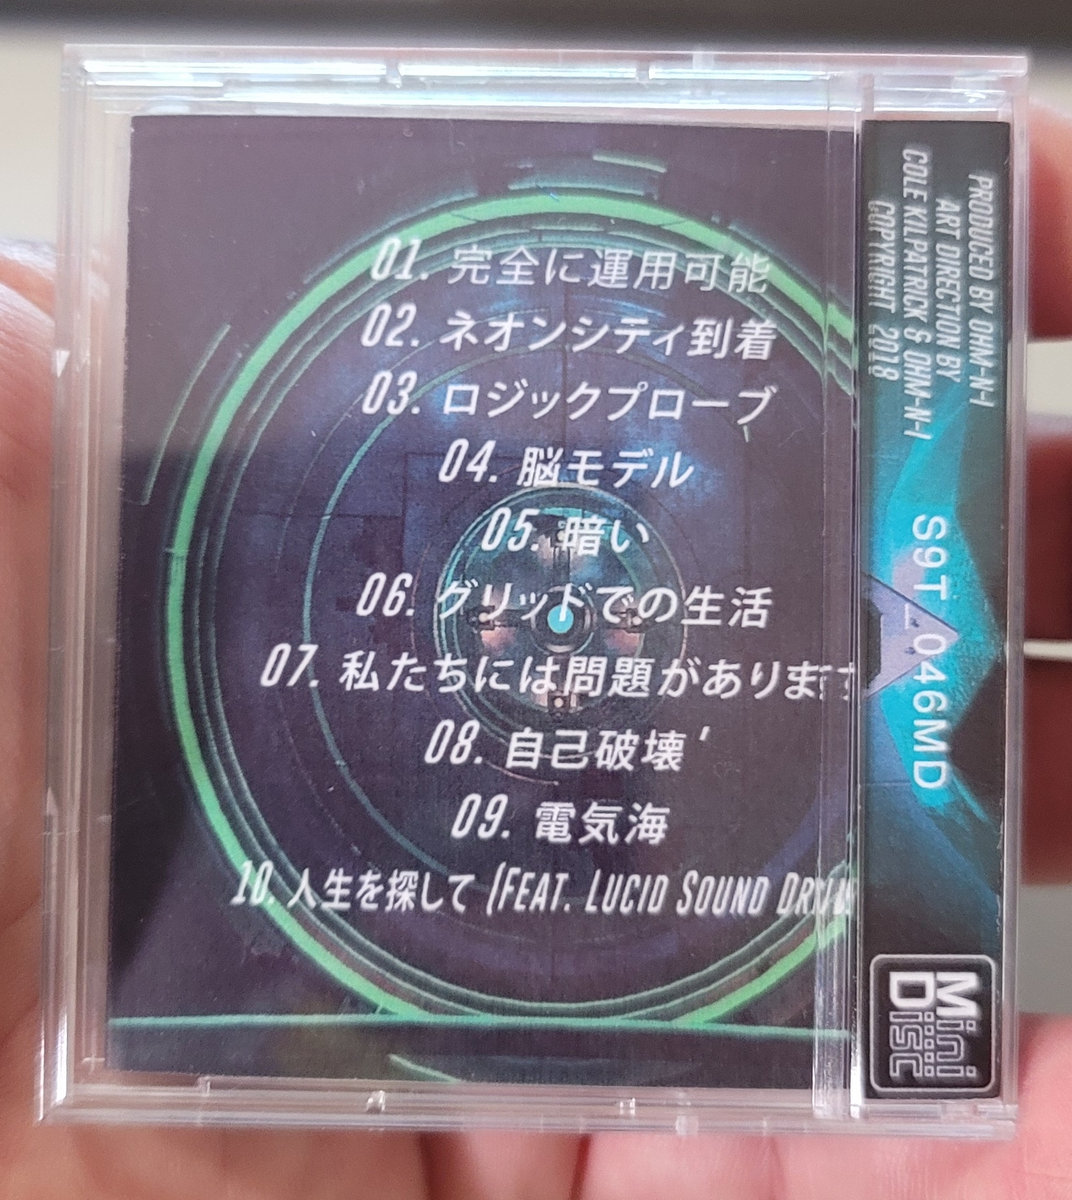 01. 完全に運用可能
02. ネオンシティ到着
03. ロジックプローブ
04. 脳モデル
05. 暗い
06. グリッドでの生活
07. 私たちには問題があります
08. 自己破壊'
09. 電気海
10. 人生を探して (FEAT. LUCID SOUND
PRODUCED BY OHM-N-I
ART DIRECTION BY
COLE KILPATRICK & OHM-N-I
COPYRIGHT 2018
S9T_046MD
Mini
Disc